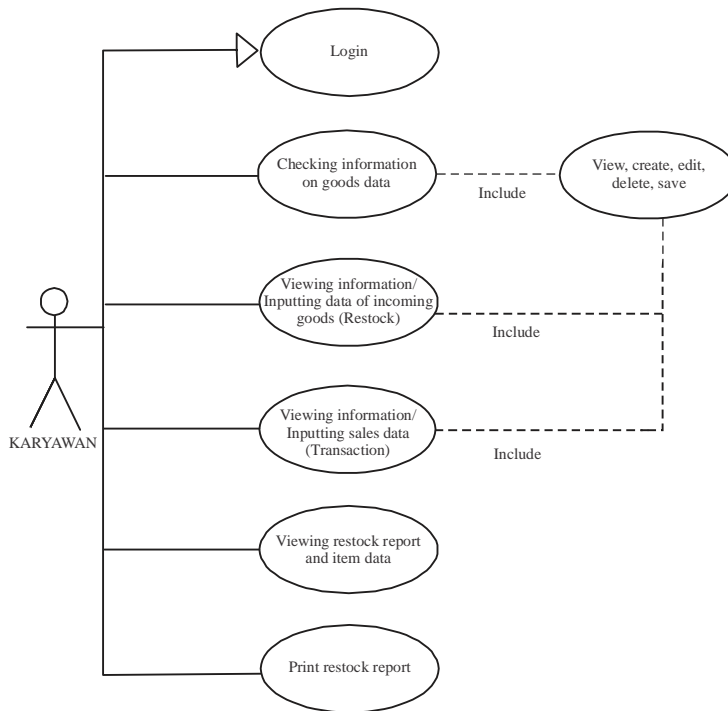 Login
Checking information
on goods data
Include
View, create, edit,
delete, save
Viewing information/
Inputting data of incoming
goods (Restock)
Include
KARYAWAN
Viewing information/
Inputting sales data
(Transaction)
Include
Viewing restock report
and item data
Print restock report